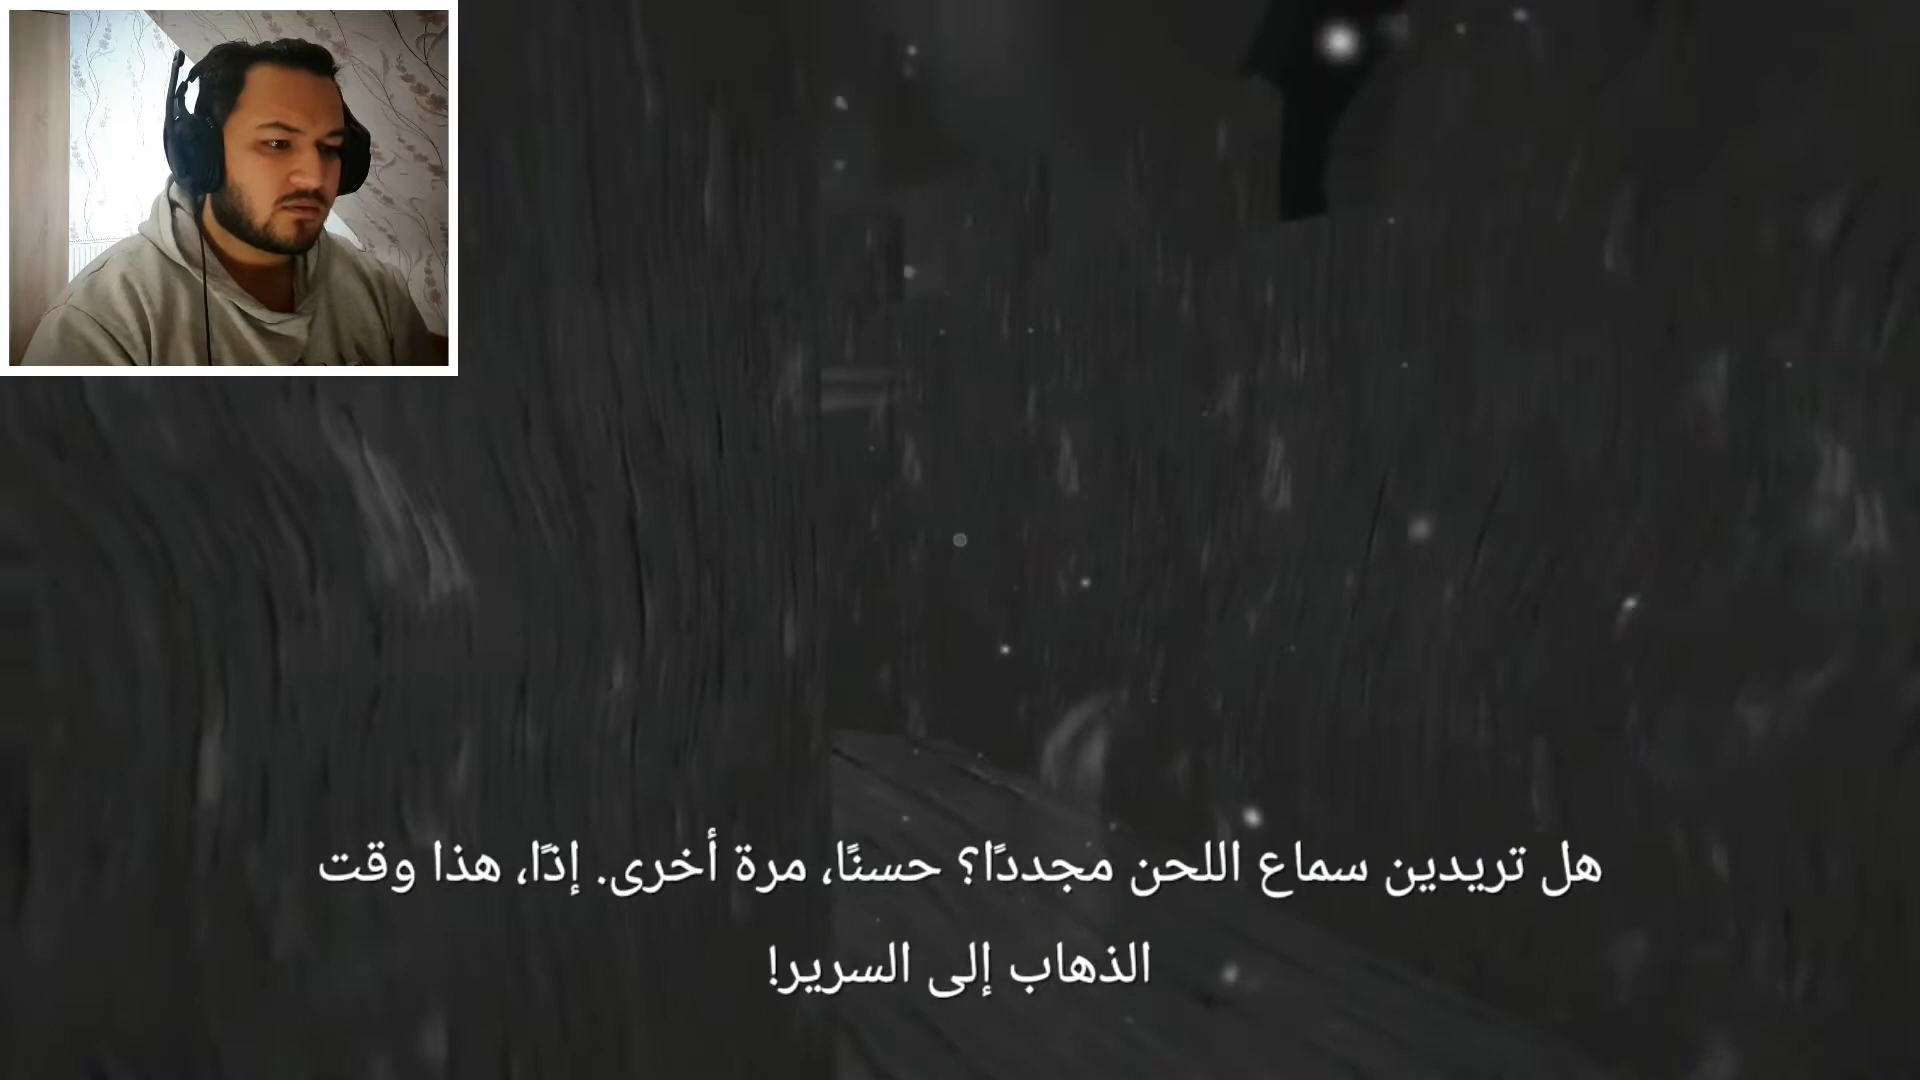 هل تريدين سماع اللحن مجددًا؟ حسنًا، مرة أخرى. إذًا، هذا وقت
الذهاب إلى السرير!